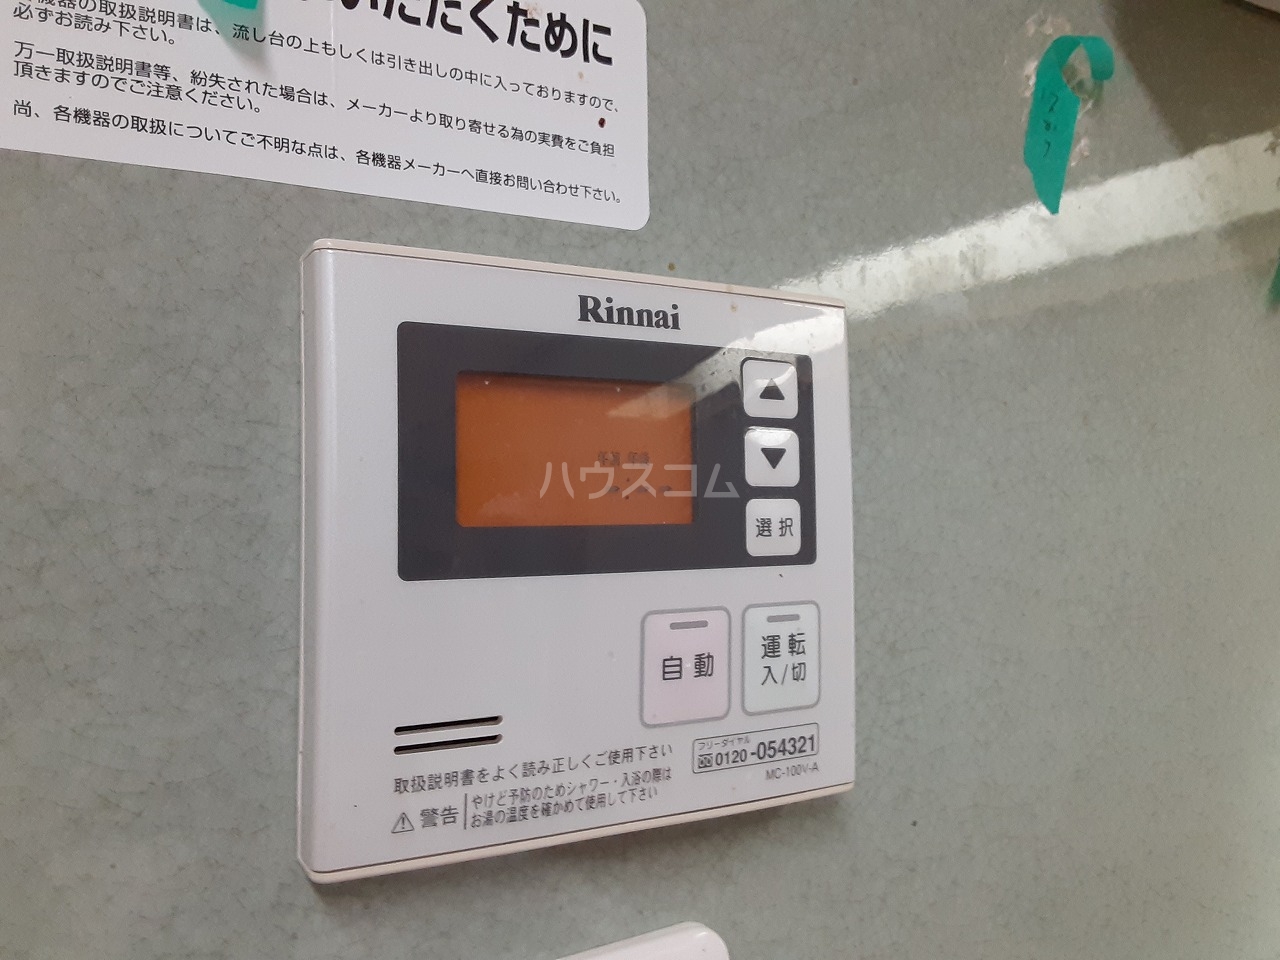 いただくために
機器の取扱説明書は、流し台の上もしくは引き出しの中に入っておりますので、
必ずお読み下さい。
万一取扱説明書等、紛失された場合は、メーカーより取り寄せる為の実費をご負担
頂きますのでご注意ください。
尚、各機器の取扱についてご不明な点は、各機器メーカーへ直接お問い合わせ下さい。
Rinnai
午前 午後
ハウスコム
▲
▼
選択
自動
運転
入/切
フリーダイヤル
0120-054321
MC-100V-A
取扱説明書をよく読み正しくご使用下さい
⚠警告
やけど予防のためシャワー・入浴の際は
お湯の温度を確かめて使用して下さい